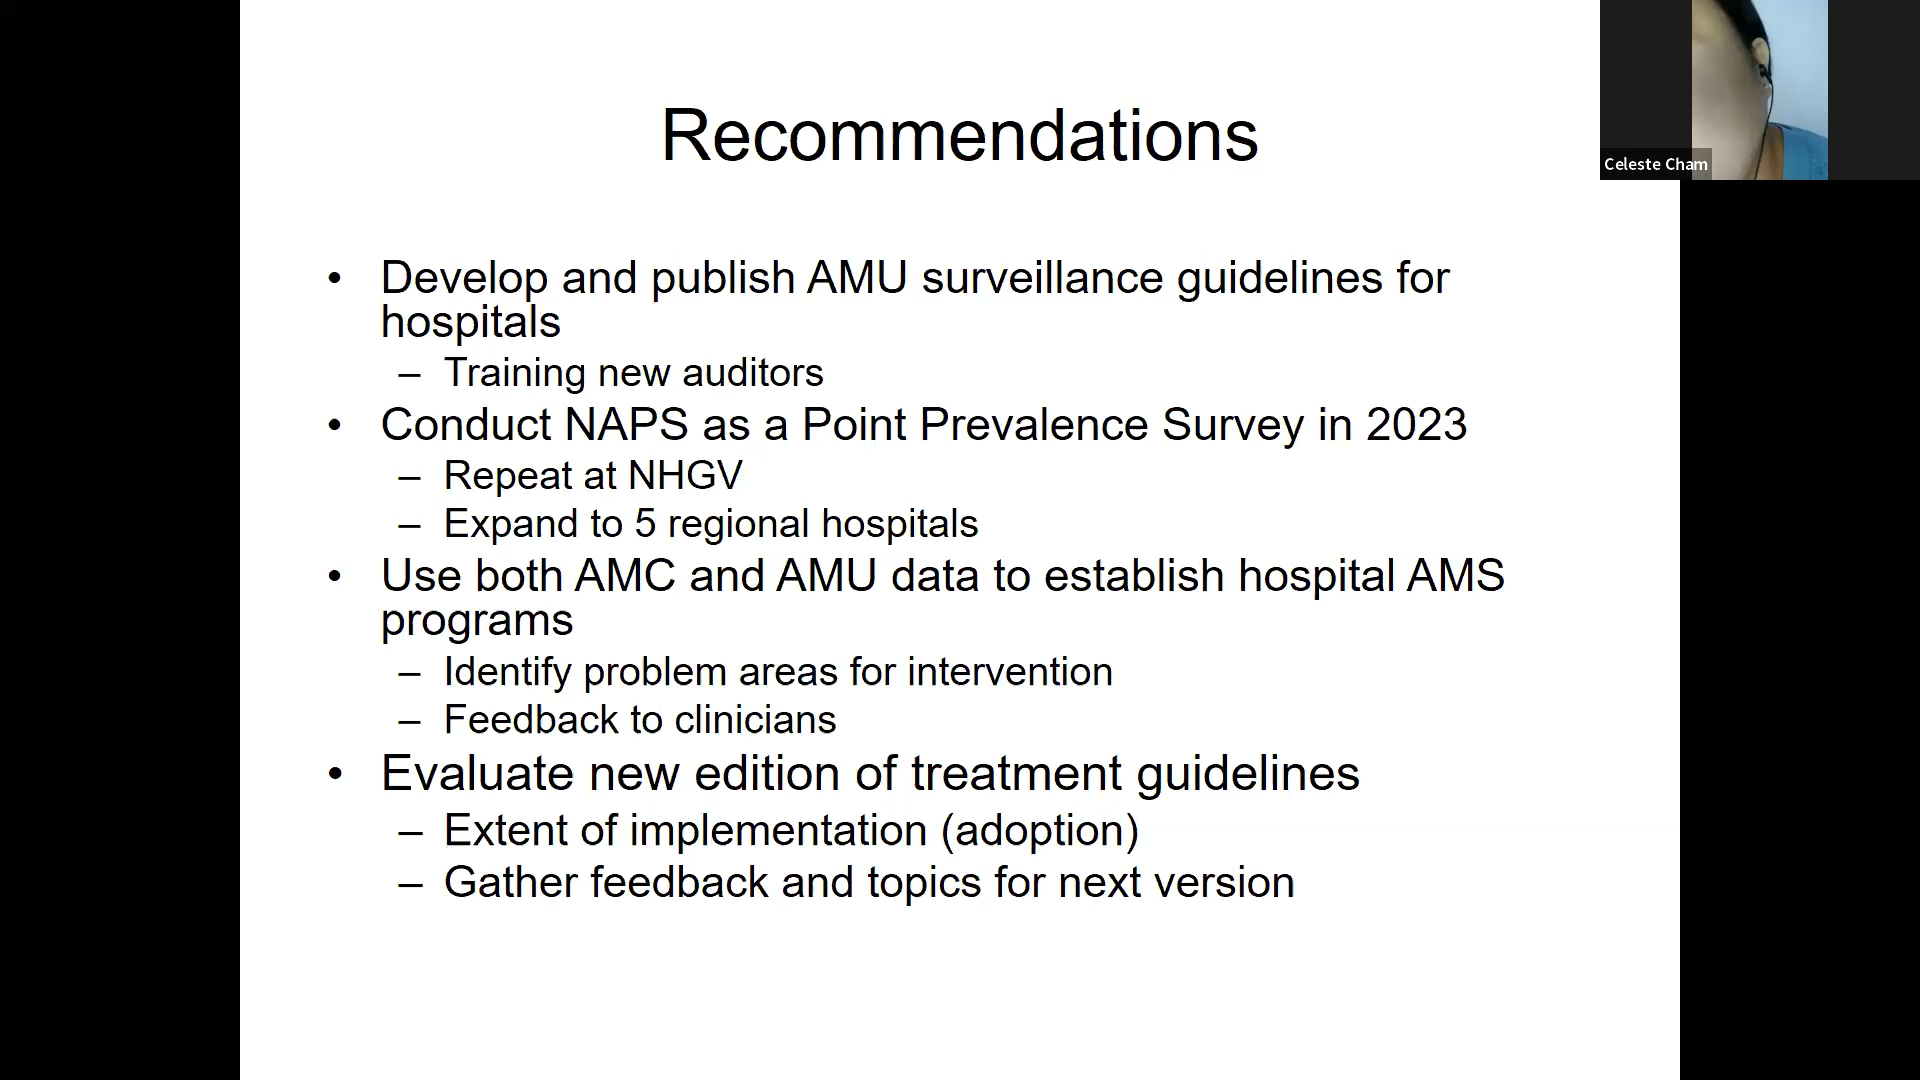 Recommendations
Celeste Cham
• Develop and publish AMU surveillance guidelines for
hospitals
– Training new auditors
• Conduct NAPS as a Point Prevalence Survey in 2023
– Repeat at NHGV
– Expand to 5 regional hospitals
• Use both AMC and AMU data to establish hospital AMS
programs
– Identify problem areas for intervention
– Feedback to clinicians
• Evaluate new edition of treatment guidelines
– Extent of implementation (adoption)
– Gather feedback and topics for next version